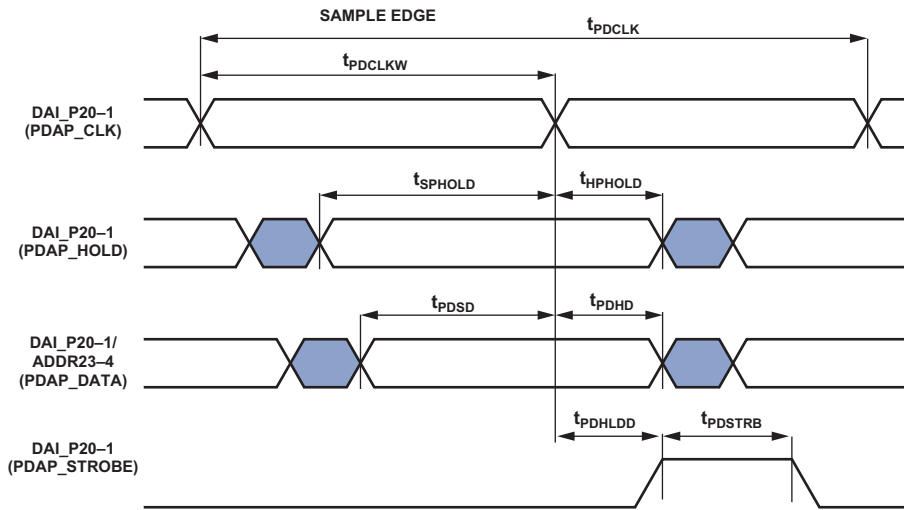 SAMPLE EDGE
tPDCLK
tPDCLKW
DAI_P20–1
(PDAP_CLK)
tSPHOLD
tHPHOLD
DAI_P20–1
(PDAP_HOLD)
tPDSD
tPDHD
DAI_P20–1/
ADDR23–4
(PDAP_DATA)
tPDHLDD
tPDSTRB
DAI_P20–1
(PDAP_STROBE)